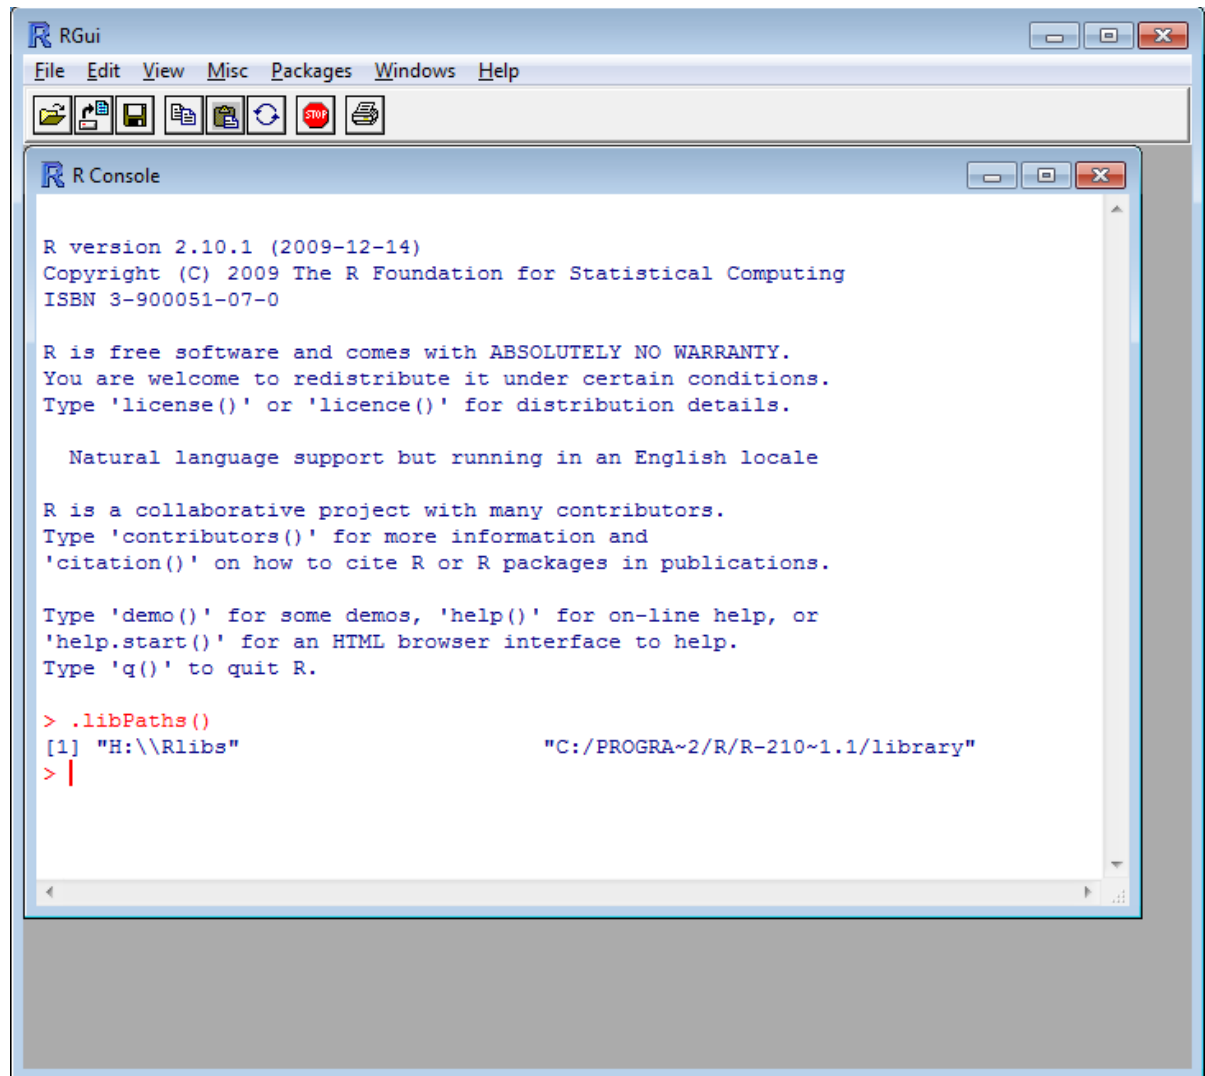 RGui
File Edit View Misc Packages Windows Help
STOP
R Console
R version 2.10.1 (2009-12-14)
Copyright (C) 2009 The R Foundation for Statistical Computing
ISBN 3-900051-07-0
R is free software and comes with ABSOLUTELY NO WARRANTY.
You are welcome to redistribute it under certain conditions.
Type 'license()' or 'licence()' for distribution details.
Natural language support but running in an English locale
R is a collaborative project with many contributors.
Type 'contributors()' for more information and
'citation()' on how to cite R or R packages in publications.
Type 'demo()' for some demos, 'help()' for on-line help, or
'help.start()' for an HTML browser interface to help.
Type 'q()' to quit R.
> .libPaths()
[1] "H:\\Rlibs" "C:/PROGRA~2/R/R-210~1.1/library"
>